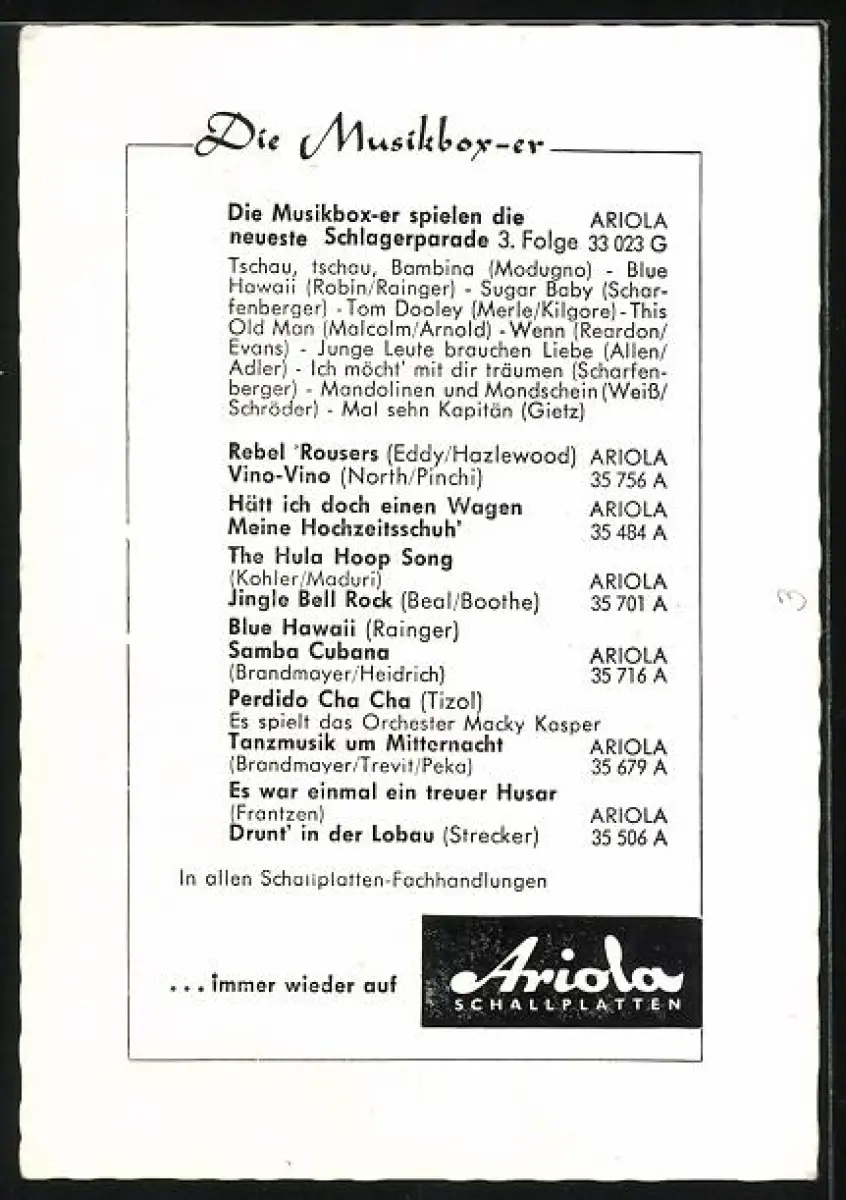 Die Musikbox-er
Die Musikbox-er spielen die ARIOLA
neueste Schlagerparade 3. Folge 33 023 G
Tschau, tschau, Bambina (Modugno) - Blue
Hawaii (Robin/Rainger) - Sugar Baby (Schar-
fenberger) - Tom Dooley (Merle/Kilgore) - This
Old Man (Malcolm/Arnold) - Wenn (Reardon/
Evans) - Junge Leute brauchen Liebe (Allen/
Adler) - Ich möcht' mit dir träumen (Scharfen-
berger) - Mandolinen und Mondschein (Weiß/
Schröder) - Mal sehn Kapitän (Gietz)
Rebel 'Rousers (Eddy/Hazlewood) ARIOLA
Vino-Vino (North/Pinchi) 35 756 A
Hätt ich doch einen Wagen ARIOLA
Meine Hochzeitsschuh' 35 484 A
The Hula Hoop Song
(Kohler/Maduri) ARIOLA
Jingle Bell Rock (Beal/Boothe) 35 701 A
Blue Hawaii (Rainger)
Samba Cubana ARIOLA
(Brandmayer/Heidrich) 35 716 A
Perdido Cha Cha (Tizol)
Es spielt das Orchester Macky Kasper
Tanzmusik um Mitternacht ARIOLA
(Brandmayer/Trevit/Peka) 35 679 A
Es war einmal ein treuer Husar
(Frantzen) ARIOLA
Drunt' in der Lobau (Strecker) 35 506 A
In allen Schallplatten-Fachhandlungen
... immer wieder auf
Ariola
SCHALLPLATTEN
3